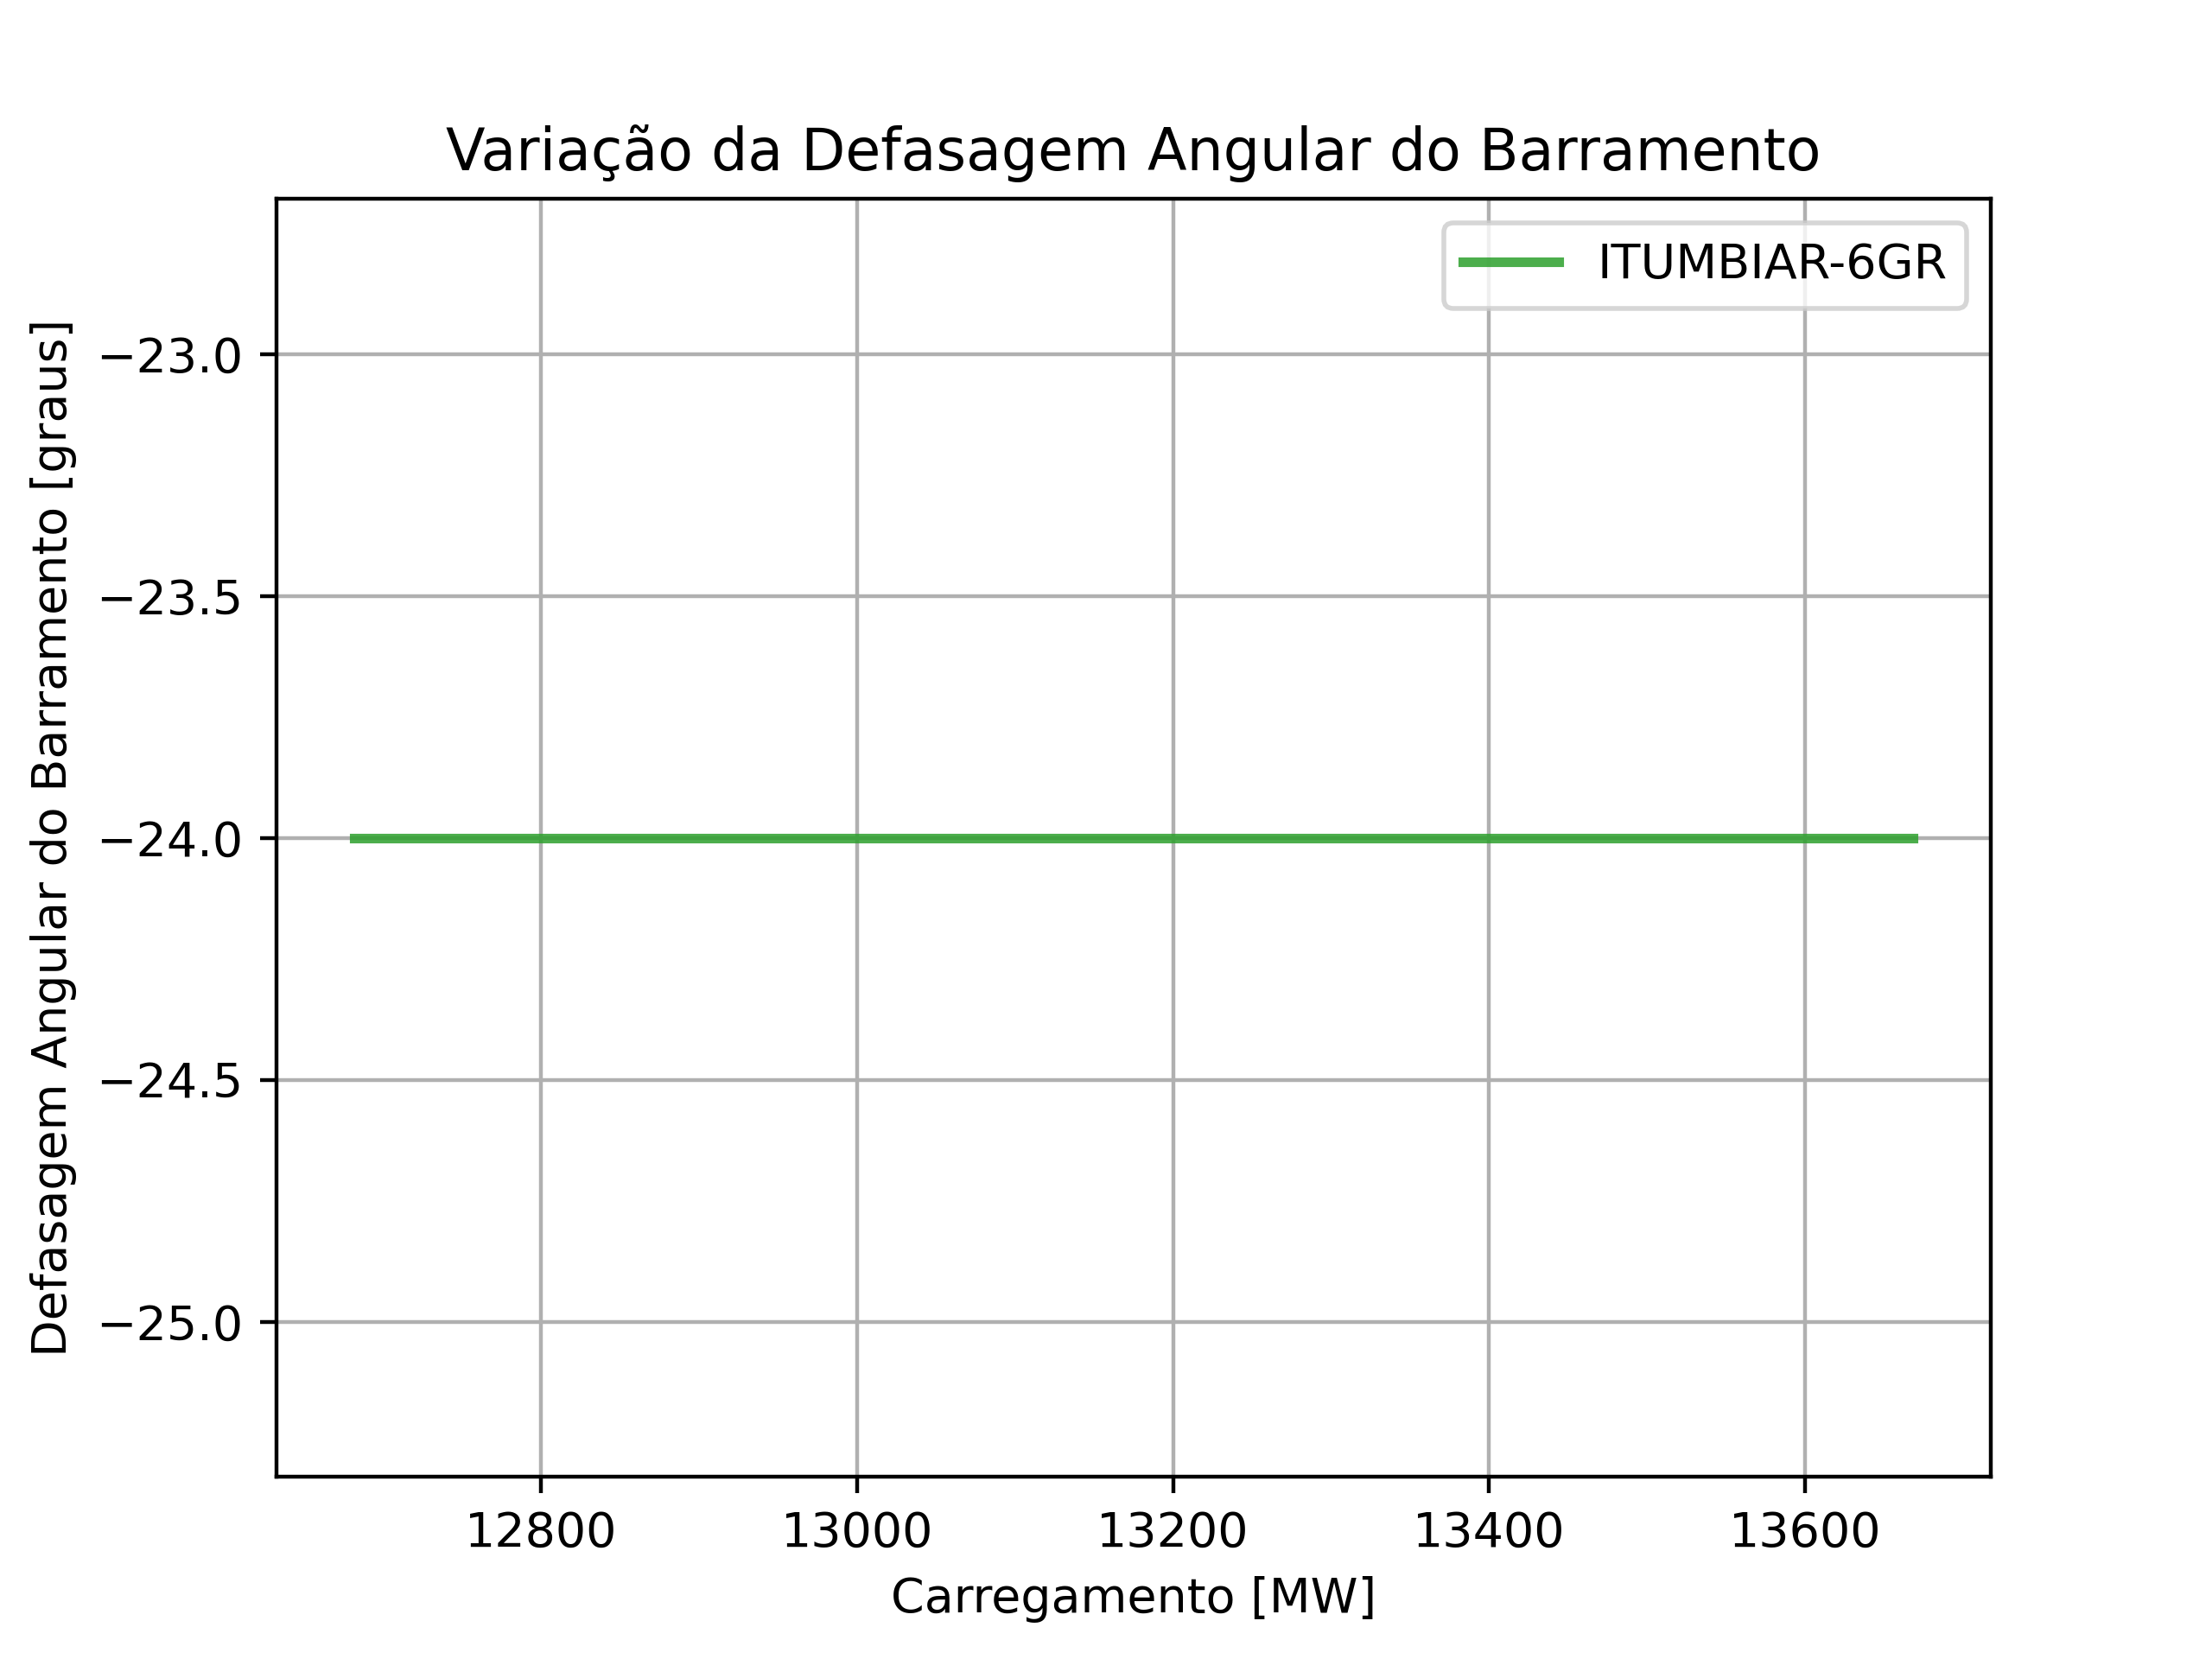 Variação da Defasagem Angular do Barramento
ITUMBIAR-6GR
Defasagem Angular do Barramento [graus]
−23.0
−23.5
−24.0
−24.5
−25.0
12800 13000 13200 13400 13600
Carregamento [MW]